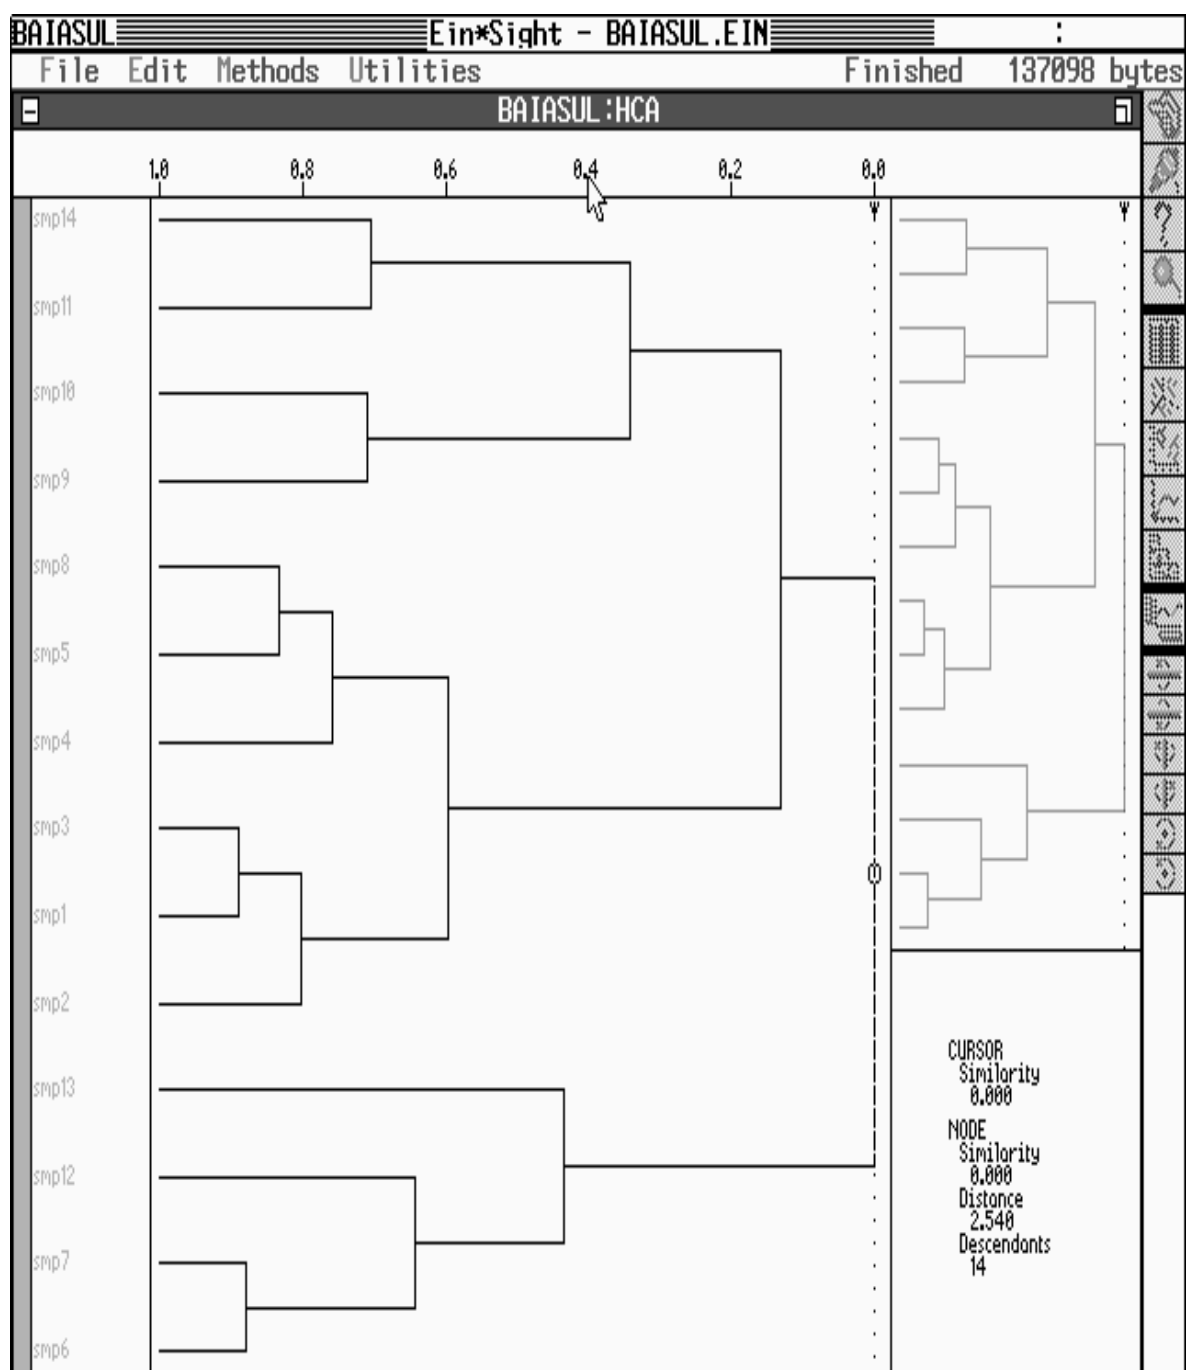 BAIASUL Ein*Sight - BAIASUL.EIN :
File Edit Methods Utilities Finished 137098 bytes
BAIASUL:HCA
1.0 0.8 0.6 0.4 0.2 0.0
smp14
smp11
smp10
smp9
smp8
smp5
smp4
smp3
smp1
smp2
smp13
smp12
smp7
smp6
CURSOR
Similarity
0.000
NODE
Similarity
0.000
Distance
2.540
Descendants
14